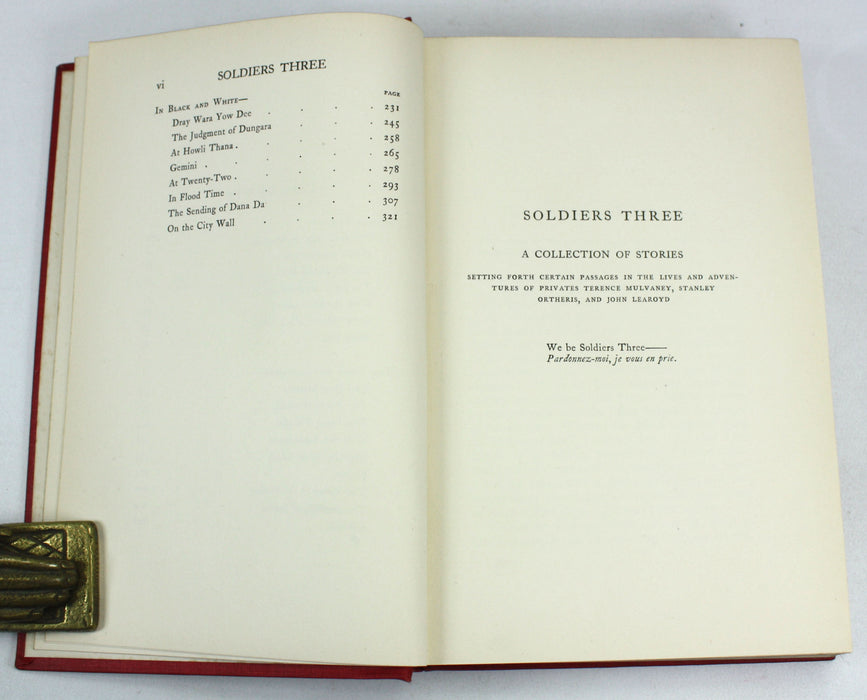 vi SOLDIERS THREE
PAGE
In Black and White—
Dray Wara Yow Dee . . . . 231
The Judgment of Dungara . . . 245
At Howli Thana . . . . . 258
Gemini . . . . . . 265
At Twenty-Two . . . . . 278
In Flood Time . . . . . 293
The Sending of Dana Da . . . 307
On the City Wall . . . . 321
SOLDIERS THREE
A COLLECTION OF STORIES
SETTING FORTH CERTAIN PASSAGES IN THE LIVES AND ADVEN-
TURES OF PRIVATES TERENCE MULVANEY, STANLEY
ORTHERIS, AND JOHN LEAROYD
We be Soldiers Three——
Pardonnez-moi, je vous en prie.